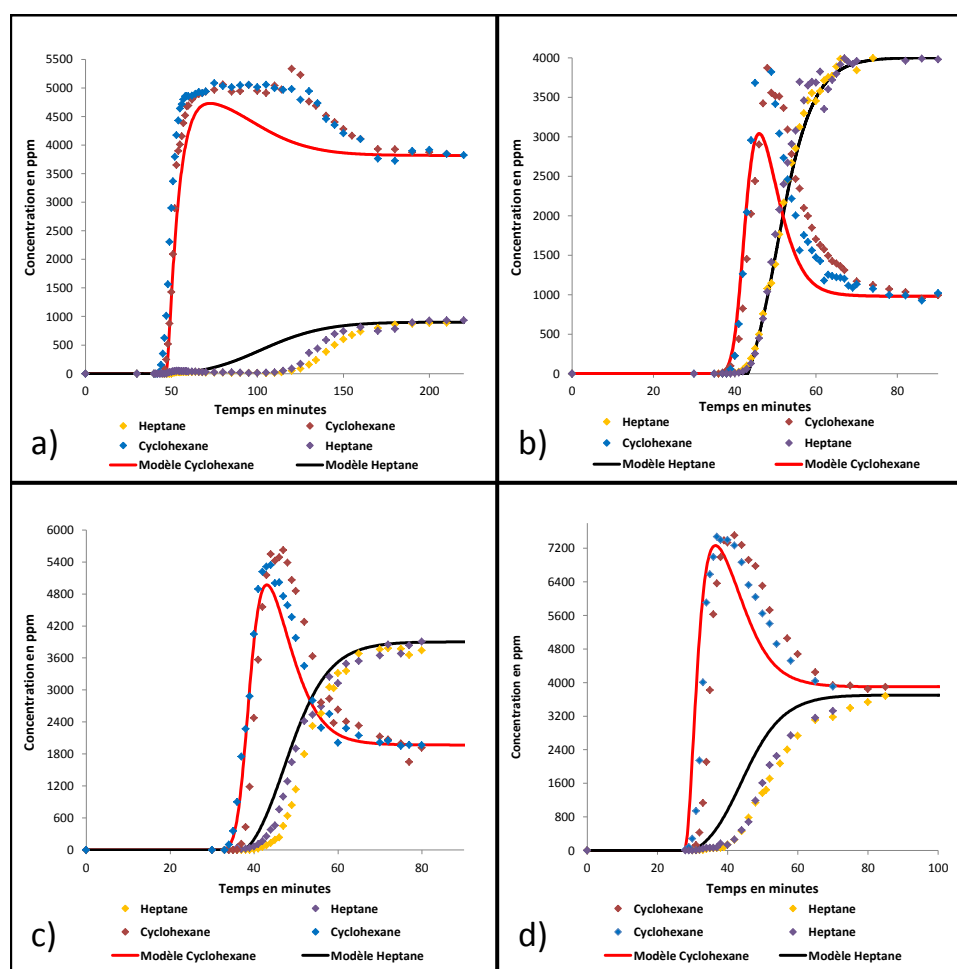 Concentration en ppm
5500
5000
4500
4000
3500
3000
2500
2000
1500
1000
500
0
0 50 100 150 200
Temps en minutes
Heptane Cyclohexane
Cyclohexane Heptane
Modèle Cyclohexane Modèle Heptane
a)
Concentration en ppm
4000
3500
3000
2500
2000
1500
1000
500
0
0 20 40 60 80
Temps en minutes
Heptane Cyclohexane
Cyclohexane Heptane
Modèle Heptane Modèle Cyclohexane
b)
Concentration en ppm
6000
5400
4800
4200
3600
3000
2400
1800
1200
600
0
0 20 40 60 80
Temps en minutes
Heptane Heptane
Cyclohexane Cyclohexane
Modèle Cyclohexane Modèle Heptane
c)
Concentration en ppm
7200
6400
5600
4800
4000
3200
2400
1600
800
0
0 20 40 60 80 100
Temps en minutes
Cyclohexane Heptane
Cyclohexane Heptane
Modèle Cyclohexane Modèle Heptane
d)